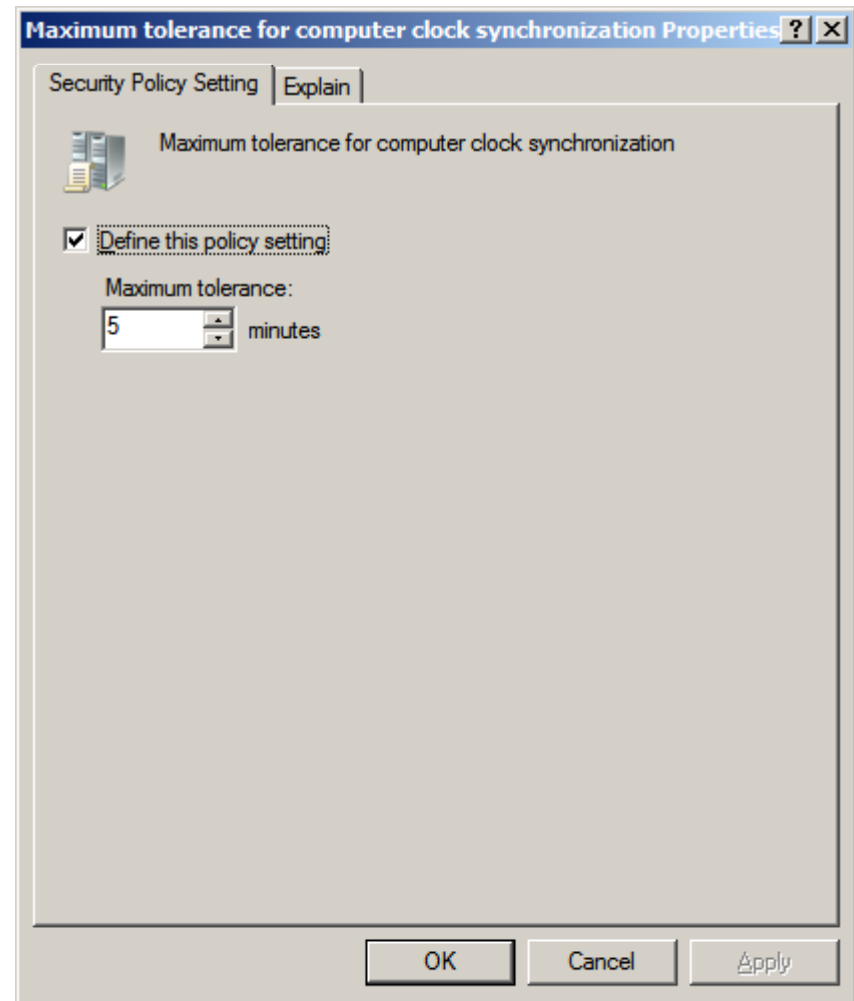 Maximum tolerance for computer clock synchronization Properties ? X
Security Policy Setting Explain
Maximum tolerance for computer clock synchronization
Define this policy setting
Maximum tolerance:
5 minutes
OK Cancel Apply